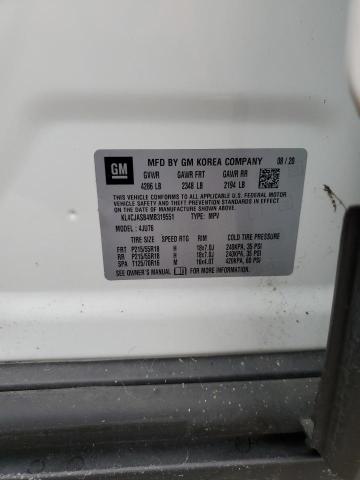 GM
MFD BY GM KOREA COMPANY 08 / 20
GVWR GAWR FRT GAWR RR
4286 LB 2348 LB 2194 LB
THIS VEHICLE CONFORMS TO ALL APPLICABLE U.S. FEDERAL MOTOR
VEHICLE SAFETY, BUMPER, AND THEFT PREVENTION STANDARDS IN
EFFECT ON THE DATE OF MANUFACTURE SHOWN ABOVE.
KL4CJASB4MB319551 TYPE: MPV
MODEL : 4JU76
TIRE SIZE SPEED RTG RIM COLD TIRE PRESSURE
FRT P215/55R18 H 18x7.0J 240KPA, 35 PSI
RR P215/55R18 H 18x7.0J 240KPA, 35 PSI
SPA T125/70R16 M 16x4.0T 420KPA, 60 PSI
SEE OWNER'S MANUAL FOR ADDITIONAL INFORMATION.